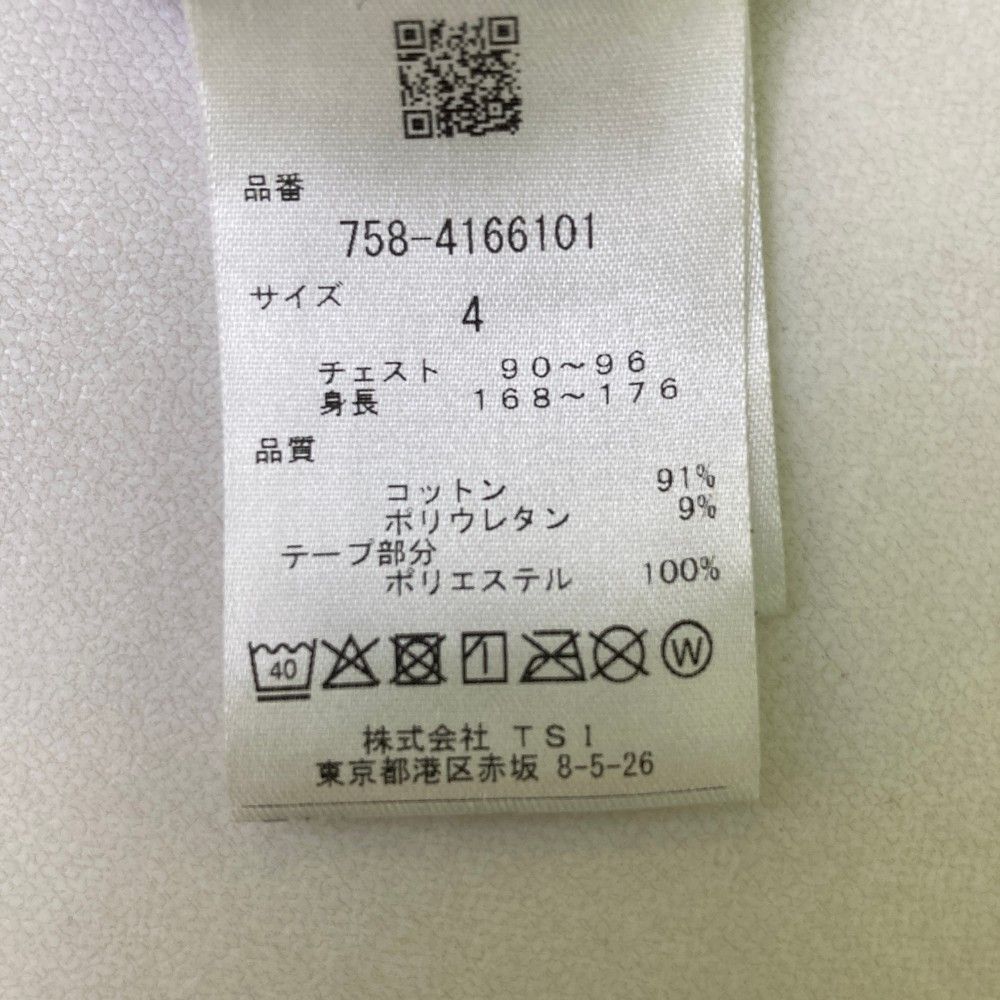 品番
758-4166101
サイズ
4
チェスト 90～96
身長 168～176
品質
コットン 91%
ポリウレタン 9%
テープ部分
ポリエステル 100%
40
W
株式会社 TSI
東京都港区赤坂 8-5-26